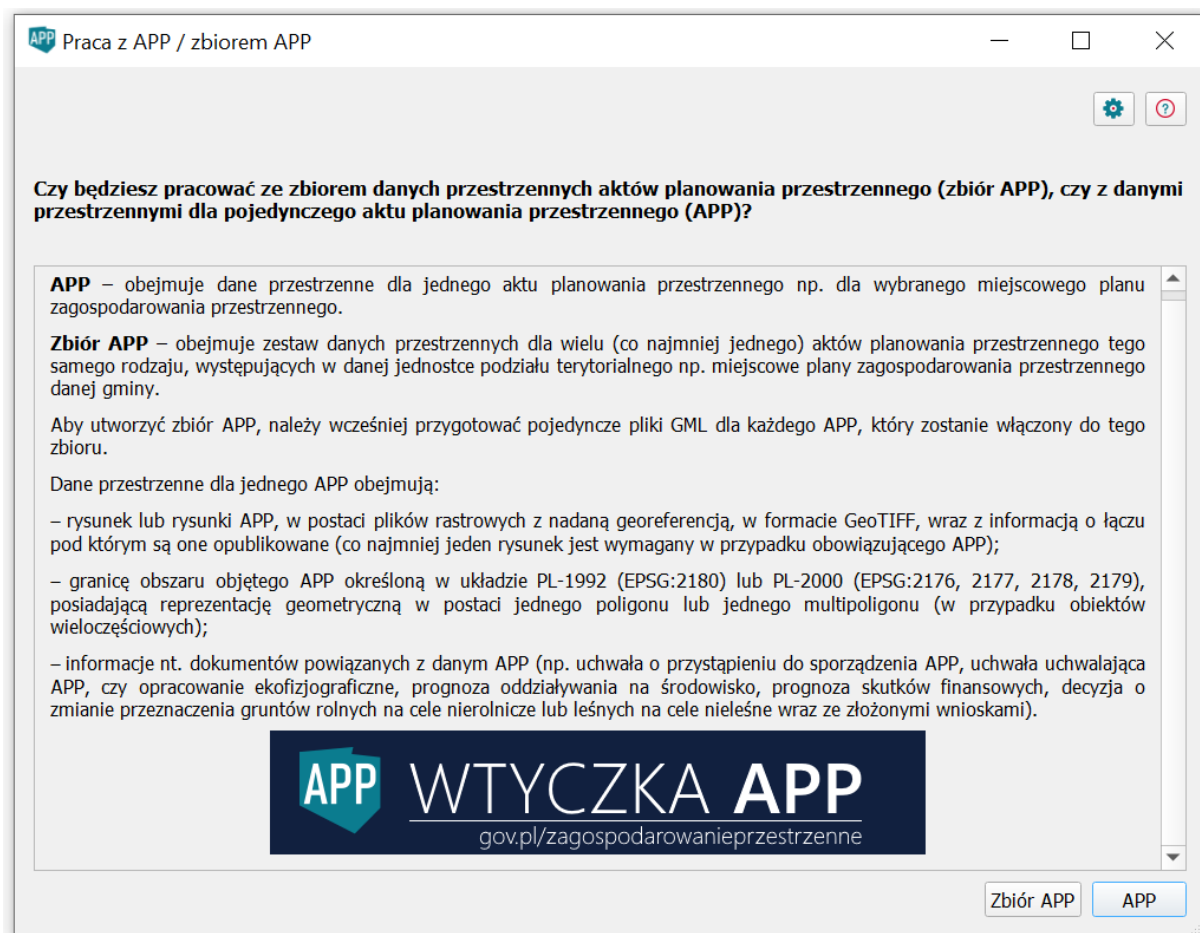 APP Praca z APP / zbiorem APP
Czy będziesz pracować ze zbiorem danych przestrzennych aktów planowania przestrzennego (zbiór APP), czy z danymi
przestrzennymi dla pojedynczego aktu planowania przestrzennego (APP)?
APP – obejmuje dane przestrzenne dla jednego aktu planowania przestrzennego np. dla wybranego miejscowego planu
zagospodarowania przestrzennego.
Zbiór APP – obejmuje zestaw danych przestrzennych dla wielu (co najmniej jednego) aktów planowania przestrzennego tego
samego rodzaju, występujących w danej jednostce podziału terytorialnego np. miejscowe plany zagospodarowania przestrzennego
danej gminy.
Aby utworzyć zbiór APP, należy wcześniej przygotować pojedyncze pliki GML dla każdego APP, który zostanie włączony do tego
zbioru.
Dane przestrzenne dla jednego APP obejmują:
– rysunek lub rysunki APP, w postaci plików rastrowych z nadaną georeferencją, w formacie GeoTIFF, wraz z informacją o łączu
pod którym są one opublikowane (co najmniej jeden rysunek jest wymagany w przypadku obowiązującego APP);
– granicę obszaru objętego APP określoną w układzie PL-1992 (EPSG:2180) lub PL-2000 (EPSG:2176, 2177, 2178, 2179),
posiadającą reprezentację geometryczną w postaci jednego poligonu lub jednego multipoligonu (w przypadku obiektów
wieloczęściowych);
– informacje nt. dokumentów powiązanych z danym APP (np. uchwała o przystąpieniu do sporządzenia APP, uchwała uchwalająca
APP, czy opracowanie ekofizjograficzne, prognoza oddziaływania na środowisko, prognoza skutków finansowych, decyzja o
zmianie przeznaczenia gruntów rolnych na cele nierolnicze lub leśnych na cele nieleśne wraz ze złożonymi wnioskami).
APP WTYCZKA APP
gov.pl/zagospodarowanieprzestrzenne
Zbiór APP APP